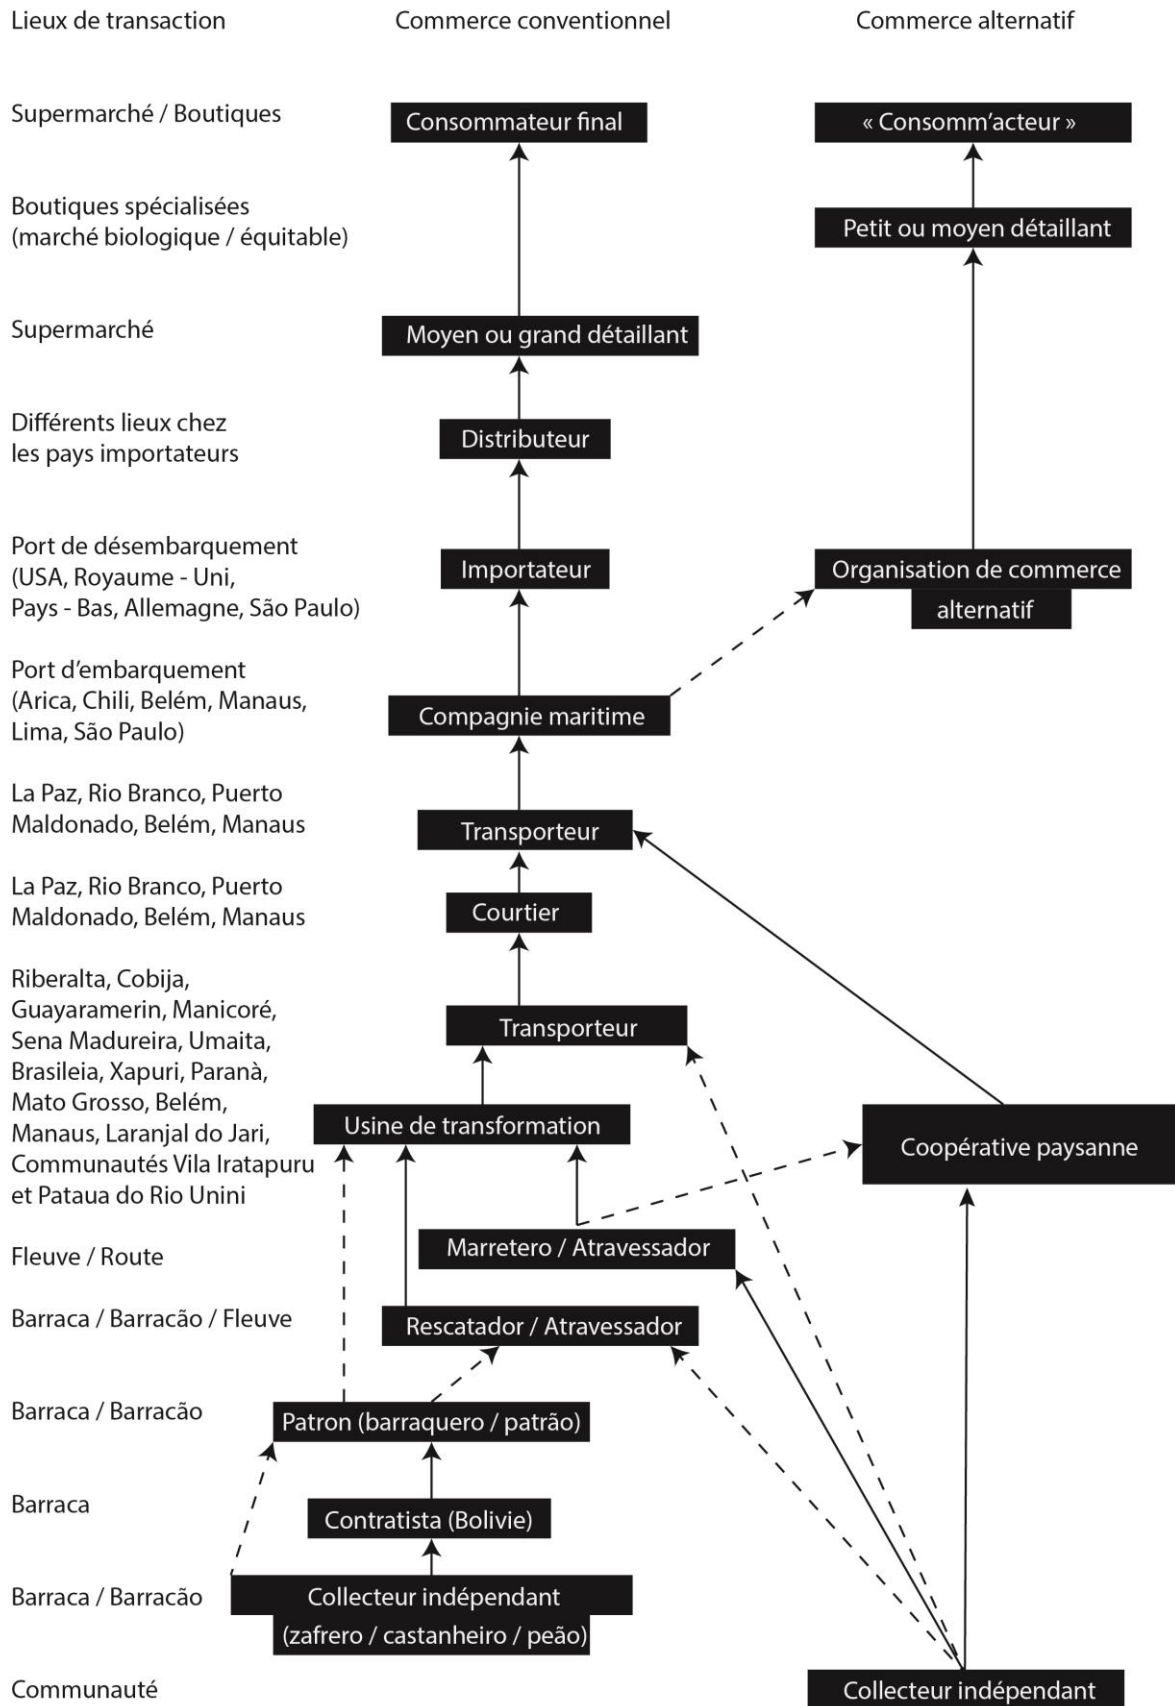 Lieux de transaction
Commerce conventionnel
Commerce alternatif
Supermarché / Boutiques
Consommateur final
« Consomm'acteur »
Boutiques spécialisées
(marché biologique / équitable)
Petit ou moyen détaillant
Supermarché
Moyen ou grand détaillant
Différents lieux chez
les pays importateurs
Distributeur
Port de désembarquement
(USA, Royaume - Uni,
Pays - Bas, Allemagne, São Paulo)
Importateur
Organisation de commerce
alternatif
Port d'embarquement
(Arica, Chili, Belém, Manaus,
Lima, São Paulo)
Compagnie maritime
La Paz, Rio Branco, Puerto
Maldonado, Belém, Manaus
Transporteur
La Paz, Rio Branco, Puerto
Maldonado, Belém, Manaus
Courtier
Riberalta, Cobija,
Guayaramerin, Manicoré,
Sena Madureira, Umaita,
Brasileia, Xapuri, Paranà,
Mato Grosso, Belém,
Manaus, Laranjal do Jari,
Communautés Vila Iratapuru
et Pataua do Rio Unini
Transporteur
Usine de transformation
Coopérative paysanne
Fleuve / Route
Marretero / Atravessador
Barraca / Barracão / Fleuve
Rescatador / Atravessador
Barraca / Barracão
Patron (barraquero / patrão)
Barraca
Contratista (Bolivie)
Barraca / Barracão
Collecteur indépendant
(zafrero / castanheiro / peão)
Communauté
Collecteur indépendant